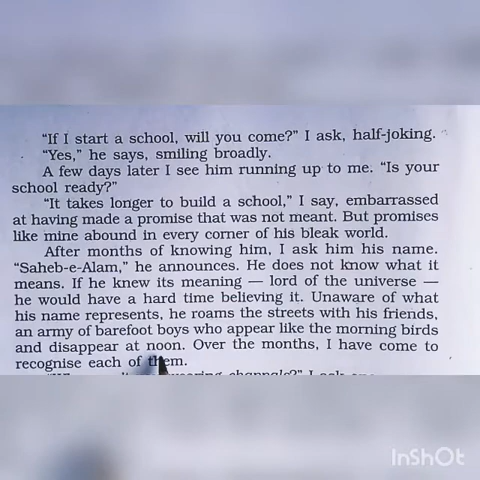 “If I start a school, will you come?” I ask, half-joking.
“Yes,” he says, smiling broadly.
A few days later I see him running up to me. “Is your
school ready?”
“It takes longer to build a school,” I say, embarrassed
at having made a promise that was not meant. But promises
like mine abound in every corner of his bleak world.
After months of knowing him, I ask him his name.
“Saheb-e-Alam,” he announces. He does not know what it
means. If he knew its meaning — lord of the universe —
he would have a hard time believing it. Unaware of what
his name represents, he roams the streets with his friends,
an army of barefoot boys who appear like the morning birds
and disappear at noon. Over the months, I have come to
recognise each of them.
InShOt